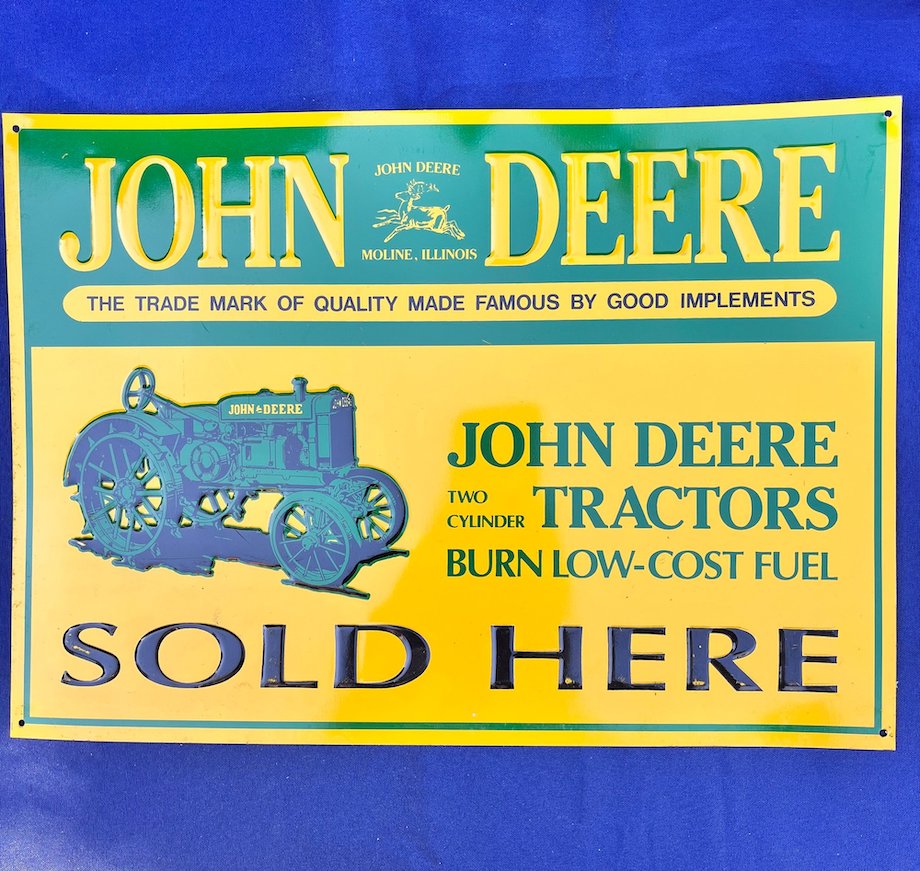 JOHN DEERE
JOHN DEERE
MOLINE, ILLINOIS
THE TRADE MARK OF QUALITY MADE FAMOUS BY GOOD IMPLEMENTS
JOHN DEERE
JOHN DEERE
TWO CYLINDER TRACTORS
BURN LOW-COST FUEL
SOLD HERE